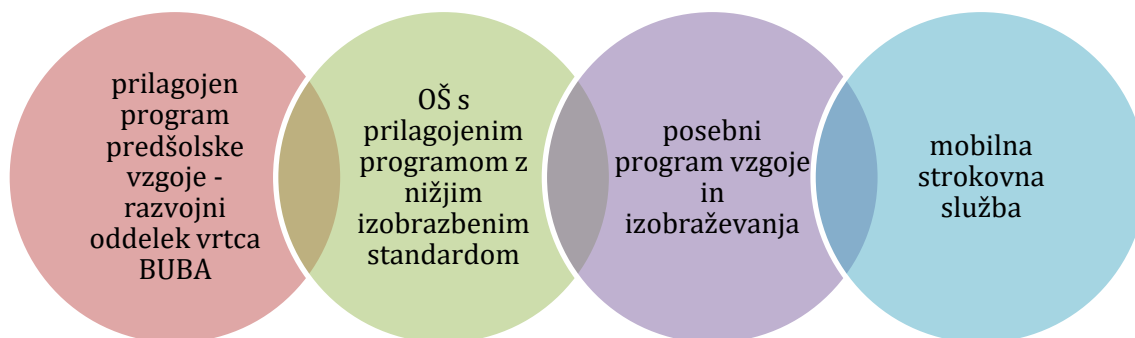 prilagojen
program
predšolske
vzgoje -
razvojni
oddelek vrtca
BUBA
OŠ s
prilagojenim
programom z
nižjim
izobrazbenim
standardom
posebni
program vzgoje
in
izobraževanja
mobilna
strokovna
služba